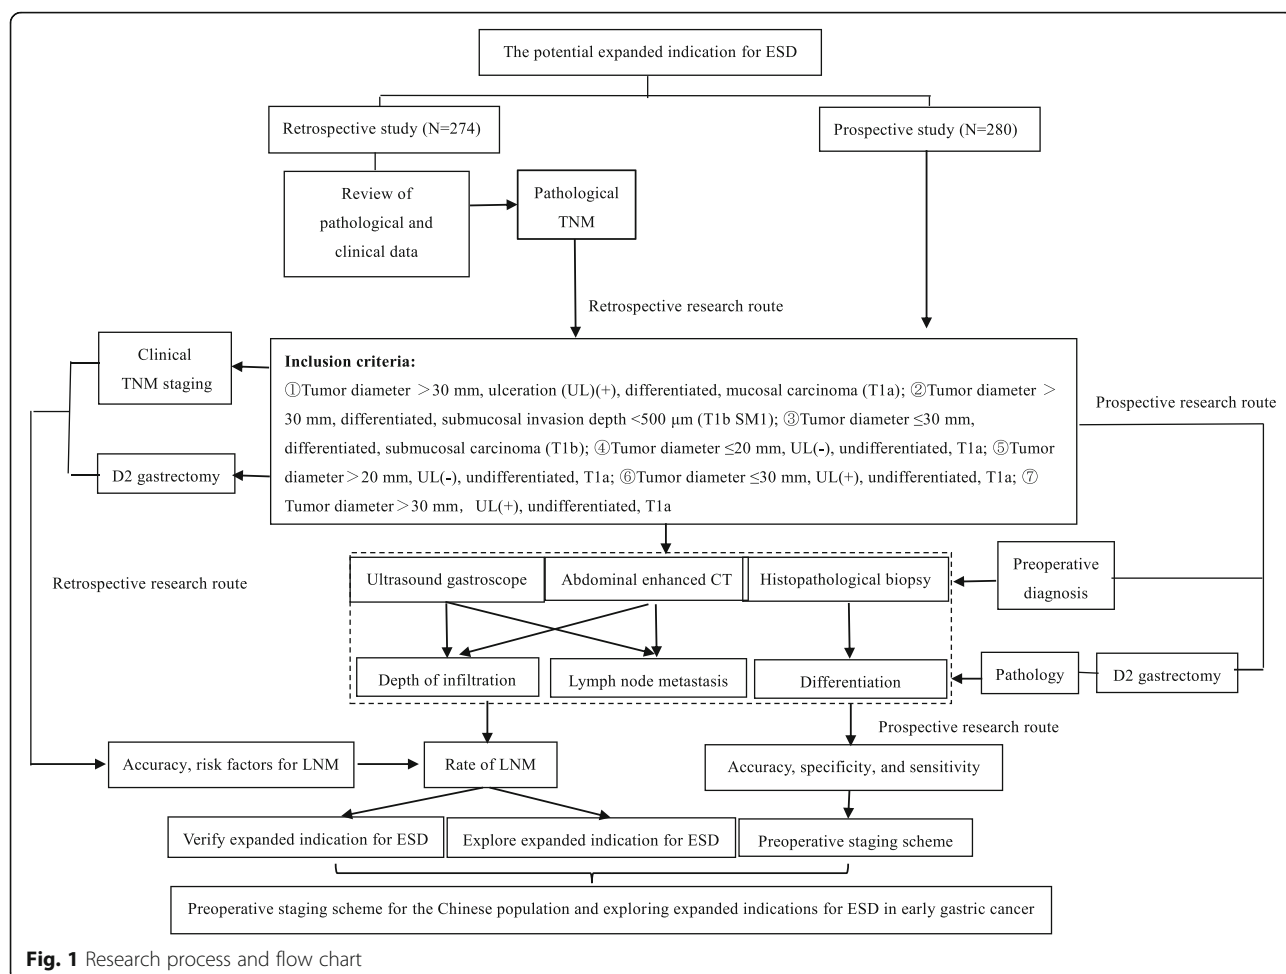 The potential expanded indication for ESD
Retrospective study (N=274)
Prospective study (N=280)
Review of
pathological and
clinical data
Pathological
TNM
Retrospective research route
Clinical
TNM staging
D2 gastrectomy
Inclusion criteria:
①Tumor diameter >30 mm, ulceration (UL)(+), differentiated, mucosal carcinoma (T1a); ②Tumor diameter >
30 mm, differentiated, submucosal invasion depth <500 μm (T1b SM1); ③Tumor diameter ≤30 mm,
differentiated, submucosal carcinoma (T1b); ④Tumor diameter ≤20 mm, UL(-), undifferentiated, T1a; ⑤Tumor
diameter>20 mm, UL(-), undifferentiated, T1a; ⑥Tumor diameter ≤30 mm, UL(+), undifferentiated, T1a; ⑦
Tumor diameter>30 mm, UL(+), undifferentiated, T1a
Prospective research route
Retrospective research route
Ultrasound gastroscope
Abdominal enhanced CT
Histopathological biopsy
Preoperative
diagnosis
Depth of infiltration
Lymph node metastasis
Differentiation
Pathology
D2 gastrectomy
Prospective research route
Accuracy, risk factors for LNM
Rate of LNM
Accuracy, specificity, and sensitivity
Verify expanded indication for ESD
Explore expanded indication for ESD
Preoperative staging scheme
Preoperative staging scheme for the Chinese population and exploring expanded indications for ESD in early gastric cancer
Fig. 1 Research process and flow chart